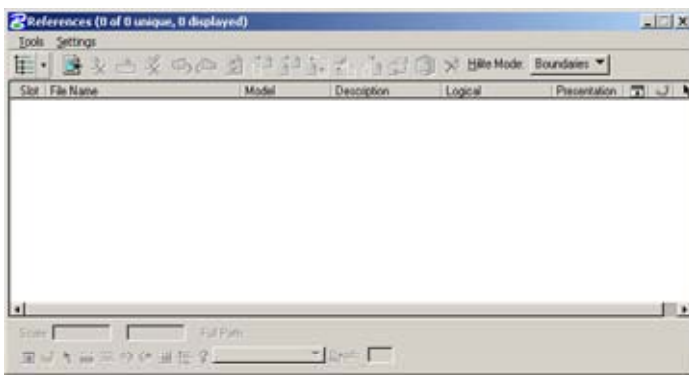 References (0 of 0 unique, 0 displayed)
Tools Settings
Hilite Mode: Boundaries
Slot File Name Model Description Logical Presentation
Scale Full Path
Depth: